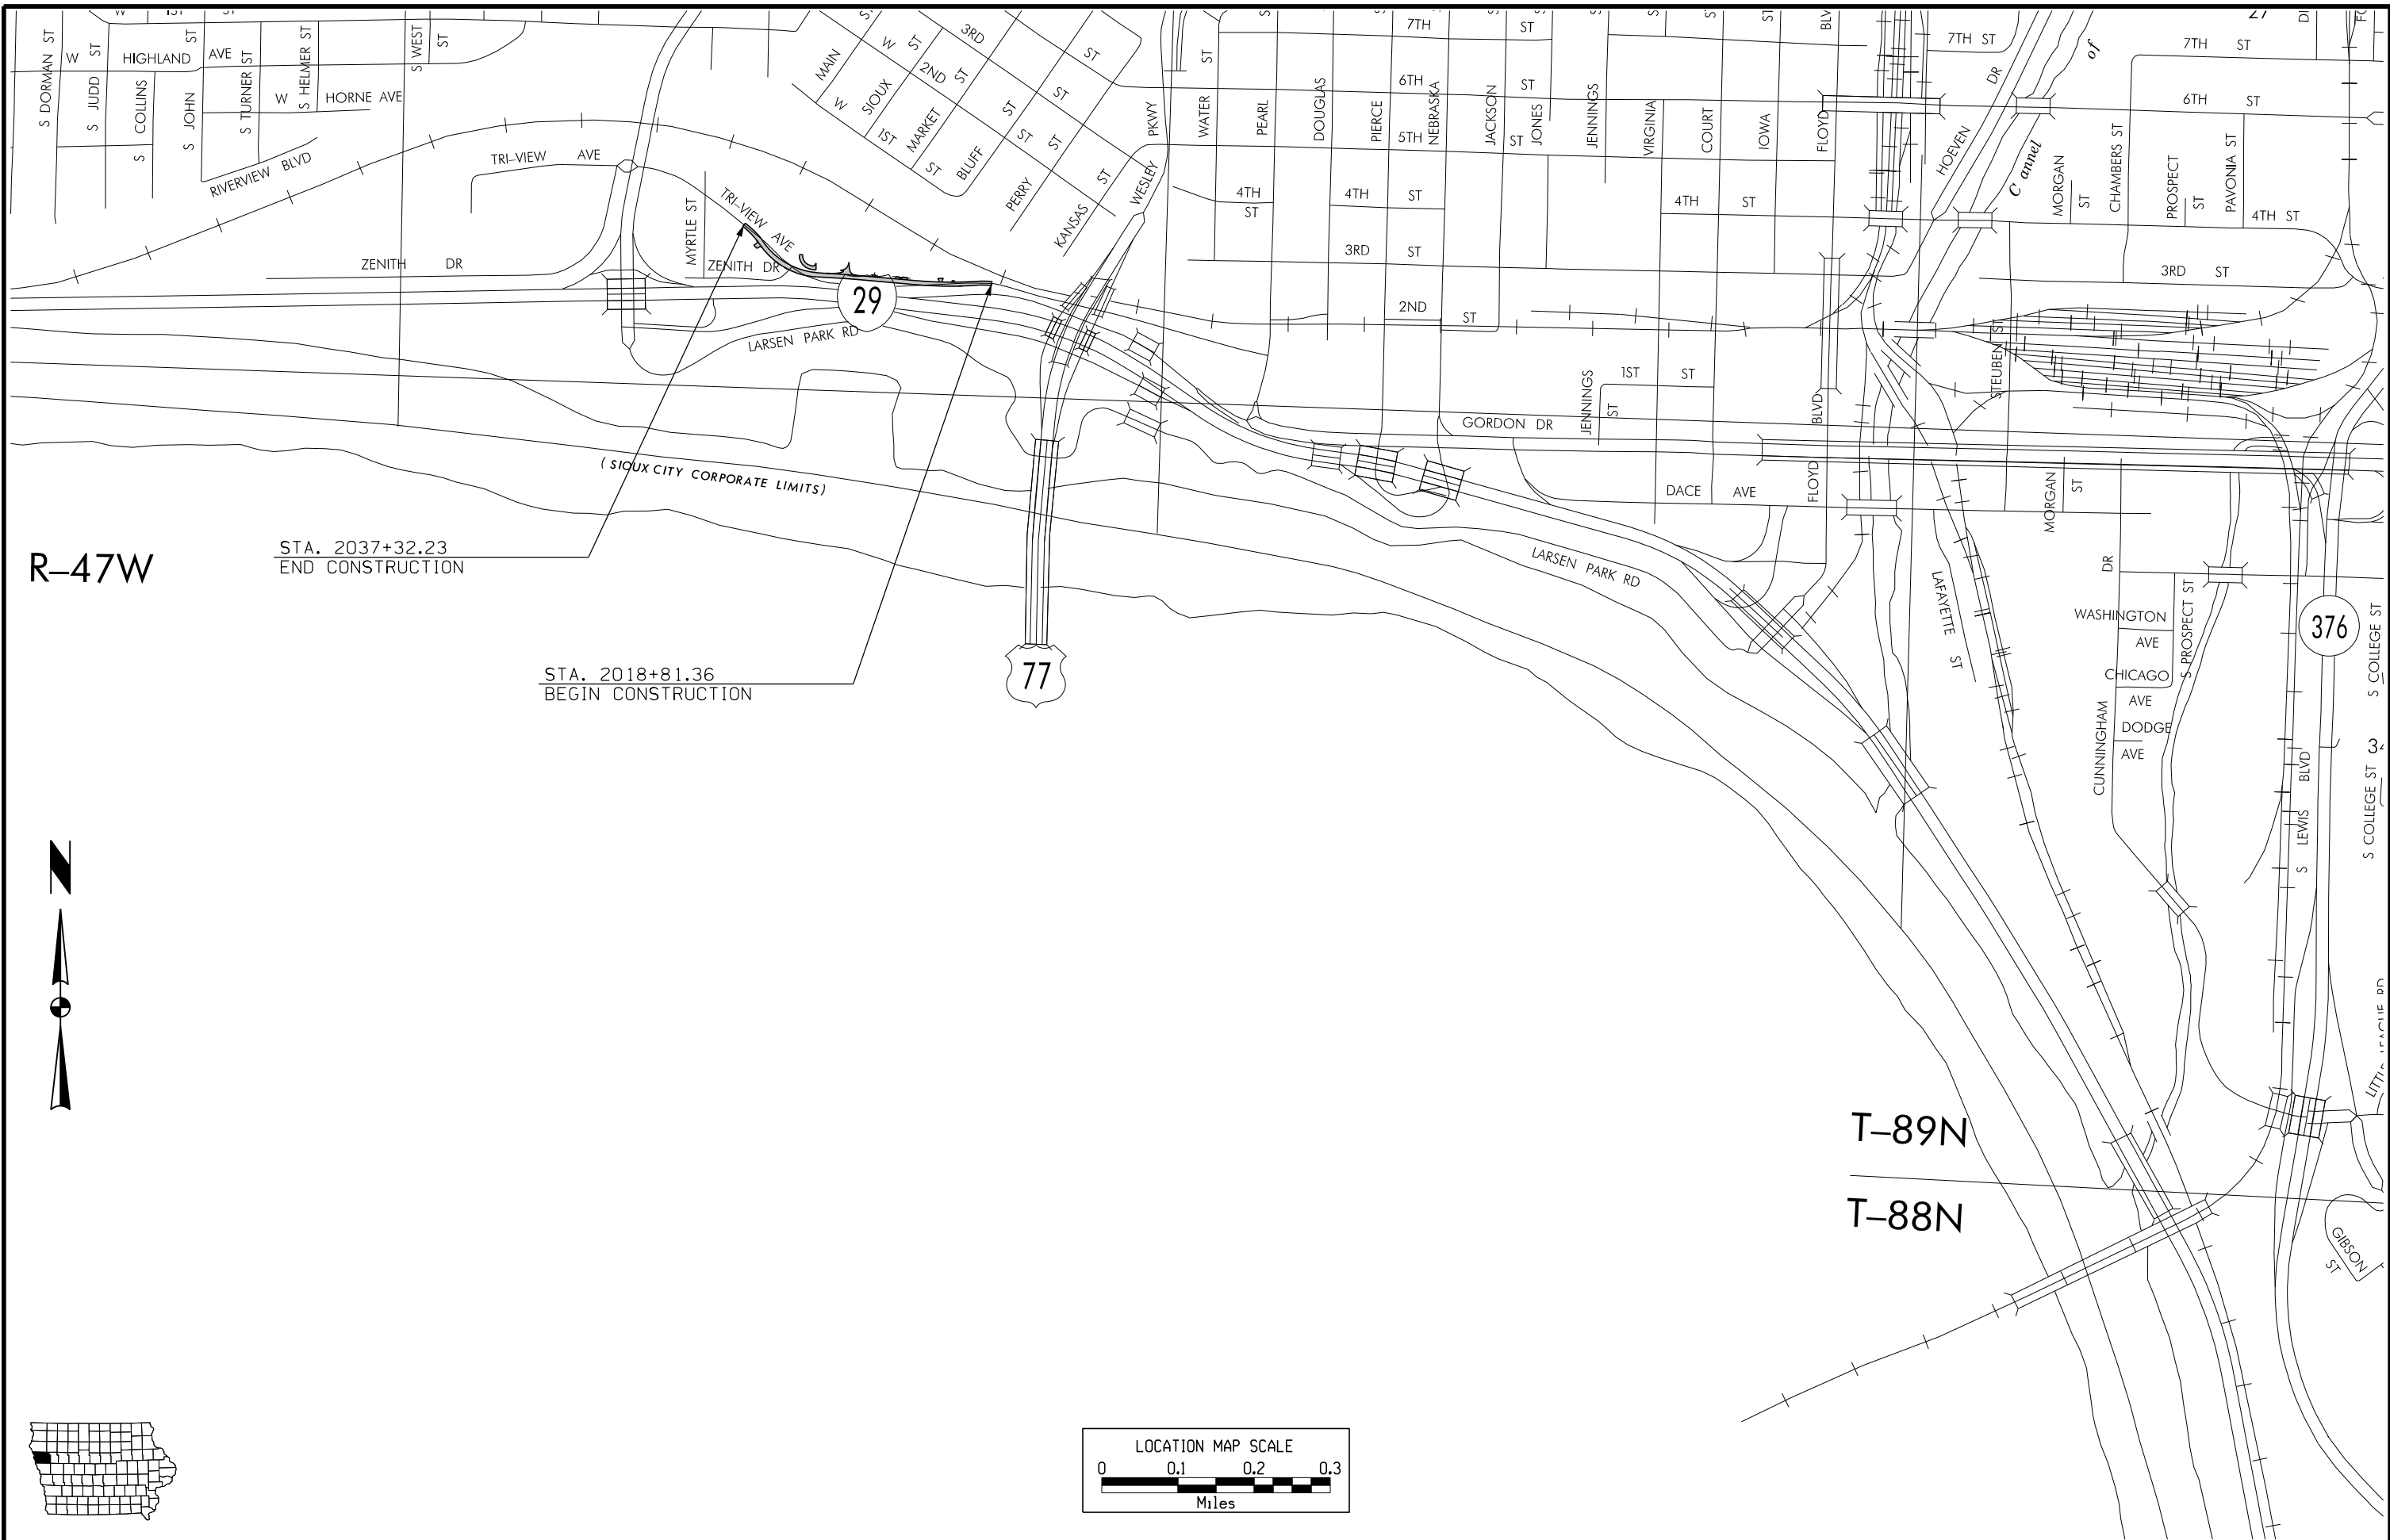 S DORMAN ST
W HIGHLAND AVE
S JUDD ST
S COLLINS
S JOHN ST
S TURNER ST
S HELMER ST
W HORNE AVE
S WEST ST
RIVERVIEW BLVD
TRI-VIEW AVE
ZENITH DR
MYRTLE ST
TRI-VIEW AVE
ZENITH DR
MAIN ST
W SIOUX ST
W 2ND ST
3RD ST
1ST ST
MARKET ST
BLUFF ST
PERRY ST
KANSAS ST
WESLEY PKWY
WATER ST
PEARL
DOUGLAS
PIERCE
NEBRASKA
JACKSON
JONES
JENNINGS
VIRGINIA
COURT
IOWA
FLOYD BLV
7TH ST
6TH ST
5TH ST
4TH ST
4TH ST
4TH ST
3RD ST
2ND ST
1ST ST
JENNINGS ST
FLOYD BLVD
GORDON DR
DACE AVE
29
LARSEN PARK RD
(SIOUX CITY CORPORATE LIMITS)
LARSEN PARK RD
7TH ST
HOEVEN DR
C annel
of
27
7TH ST
6TH ST
MORGAN ST
CHAMBERS ST
PROSPECT ST
PAVONIA ST
4TH ST
3RD ST
STEUBEN ST
MORGAN ST
LAFAYETTE ST
CUNNINGHAM DR
WASHINGTON AVE
CHICAGO AVE
DODGE AVE
S PROSPECT ST
376
S COLLEGE ST
S COLLEGE ST
S LEWIS BLVD
GIBSON ST
R-47W
STA. 2037+32.23
END CONSTRUCTION
STA. 2018+81.36
BEGIN CONSTRUCTION
77
N
T-89N
T-88N
LOCATION MAP SCALE
0 0.1 0.2 0.3
Miles